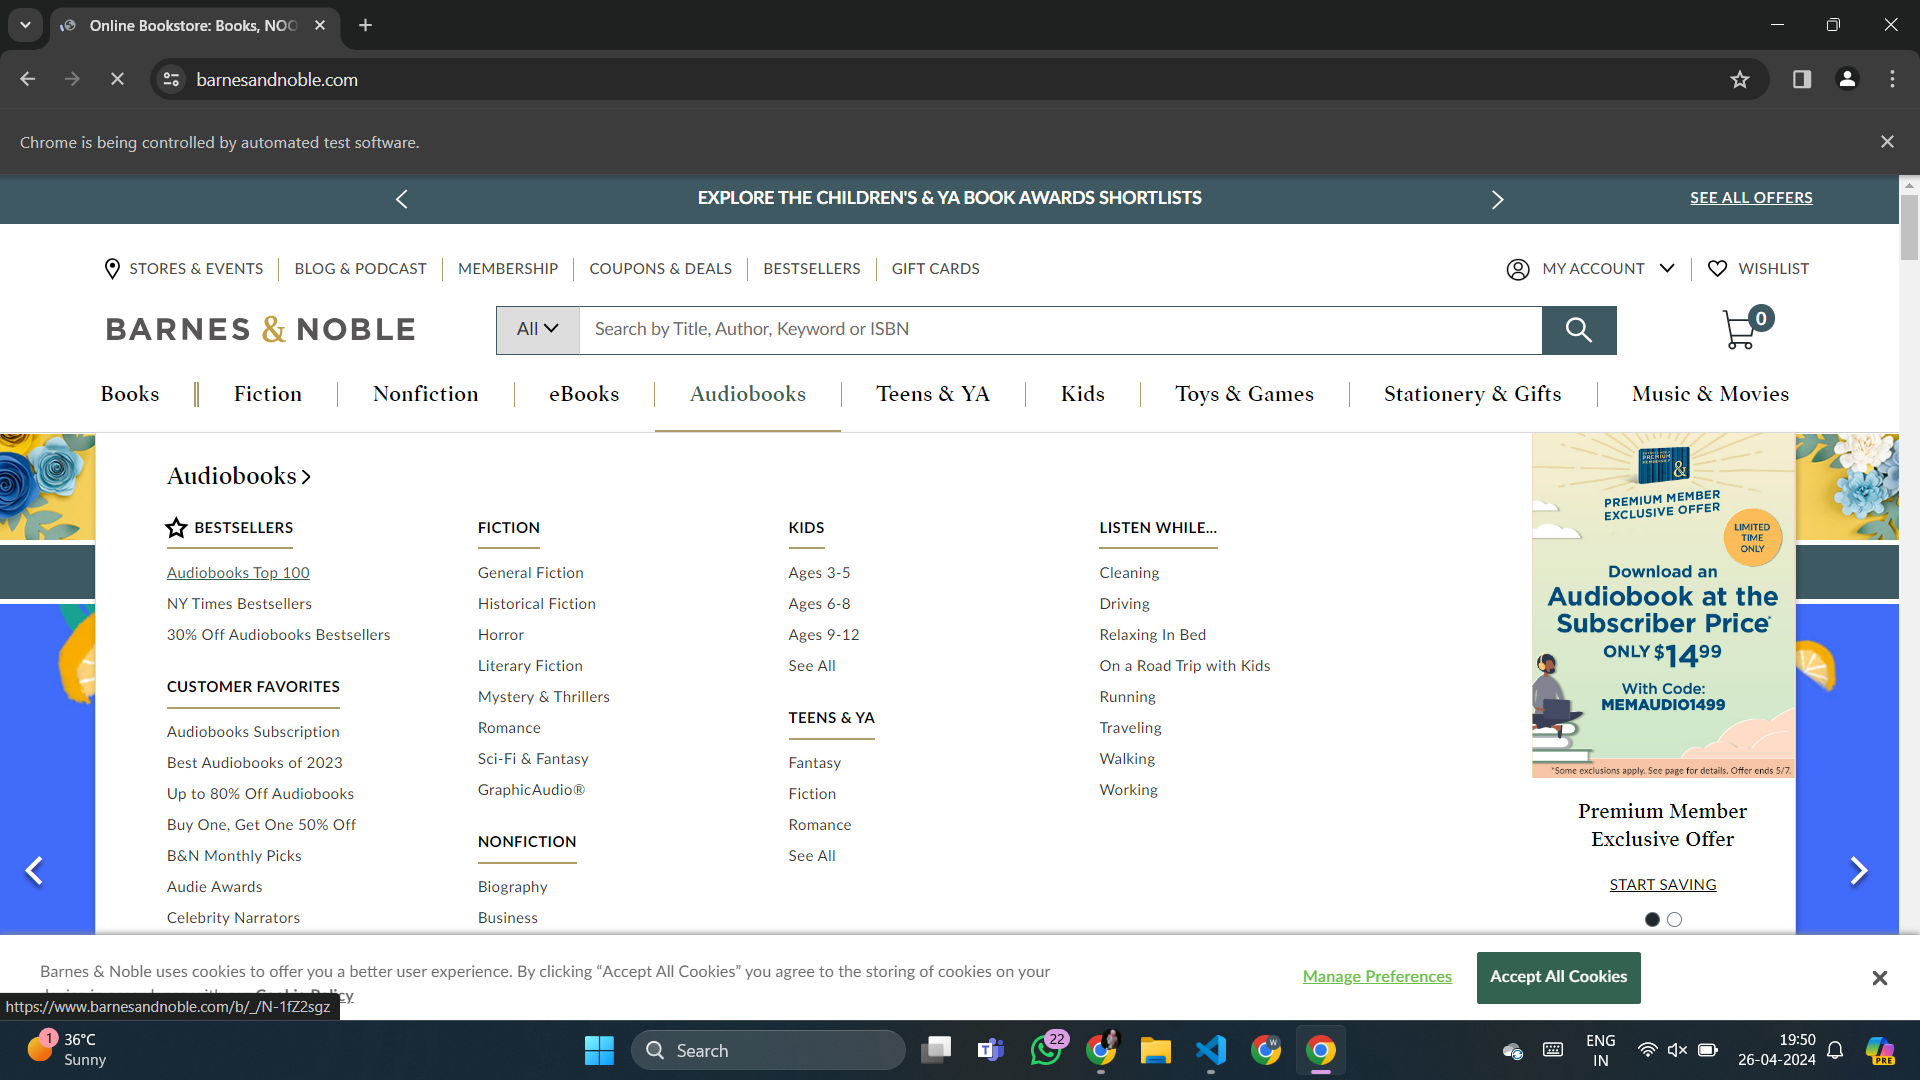 Online Bookstore: Books, NOO
barnesandnoble.com
Chrome is being controlled by automated test software.
EXPLORE THE CHILDREN'S & YA BOOK AWARDS SHORTLISTS
SEE ALL OFFERS
STORES & EVENTS
BLOG & PODCAST
MEMBERSHIP
COUPONS & DEALS
BESTSELLERS
GIFT CARDS
MY ACCOUNT
WISHLIST
BARNES & NOBLE
All
Search by Title, Author, Keyword or ISBN
0
Books
Fiction
Nonfiction
eBooks
Audiobooks
Teens & YA
Kids
Toys & Games
Stationery & Gifts
Music & Movies
Audiobooks
BESTSELLERS
Audiobooks Top 100
NY Times Bestsellers
30% Off Audiobooks Bestsellers
CUSTOMER FAVORITES
Audiobooks Subscription
Best Audiobooks of 2023
Up to 80% Off Audiobooks
Buy One, Get One 50% Off
B&N Monthly Picks
Audie Awards
Celebrity Narrators
FICTION
General Fiction
Historical Fiction
Horror
Literary Fiction
Mystery & Thrillers
Romance
Sci-Fi & Fantasy
GraphicAudio®
NONFICTION
Biography
Business
KIDS
Ages 3-5
Ages 6-8
Ages 9-12
See All
TEENS & YA
Fantasy
Fiction
Romance
See All
LISTEN WHILE...
Cleaning
Driving
Relaxing In Bed
On a Road Trip with Kids
Running
Traveling
Walking
Working
PREMIUM MEMBER
EXCLUSIVE OFFER
LIMITED
TIME
ONLY
Download an
Audiobook at the
Subscriber Price*
ONLY $14.99
With Code:
MEMAUDIO1499
*Some exclusions apply. See page for details. Offer ends 5/7.
Premium Member
Exclusive Offer
START SAVING
Barnes & Noble uses cookies to offer you a better user experience. By clicking “Accept All Cookies” you agree to the storing of cookies on your
Manage Preferences
Accept All Cookies
https://www.barnesandnoble.com/b/_/N-1fZ2sgz
1
36°C
Sunny
Search
22
W
ENG
IN
19:50
26-04-2024
PRE